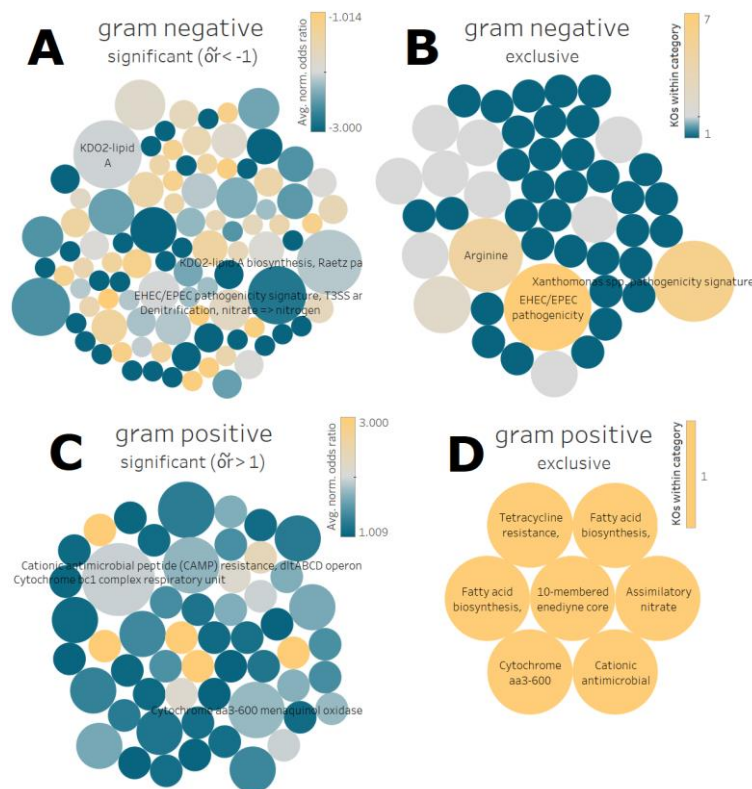 A
gram negative
significant (õr< -1)
-1.014
Avg. norm. odds ratio
-3.000
KDO2-lipid
A
KDO2-lipid A biosynthesis, Raetz pa
EHEC/EPEC pathogenicity signature, T3SS ar
Denitrification, nitrate => nitrogen
B
gram negative
exclusive
7
KOs within category
1
Arginine
Xanthomonas spp. pathogenicity signature
EHEC/EPEC
pathogenicity
C
gram positive
significant (õr> 1)
3.000
Avg. norm. odds ratio
1.009
Cationic antimicrobial peptide (CAMP) resistance, dltABCD operon
Cytochrome bc1 complex respiratory unit
Cytochrome aa3-600 menaquinol oxidase
D
gram positive
exclusive
KOs within category
1
Tetracycline
resistance,
Fatty acid
biosynthesis,
Fatty acid
biosynthesis,
10-membered
enediyne core
Assimilatory
nitrate
Cytochrome
aa3-600
Cationic
antimicrobial